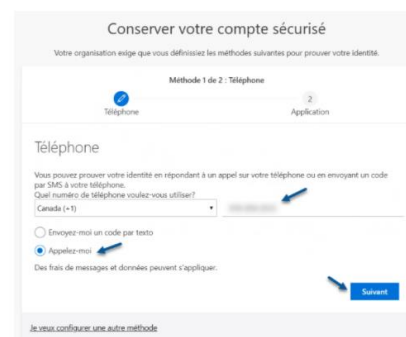 Conserver votre compte sécurisé
Votre organisation exige que vous définissiez les méthodes suivantes pour prouver votre identité.
Méthode 1 de 2 : Téléphone
2
Téléphone
Application
Téléphone
Vous pouvez prouver votre identité en répondant à un appel sur votre téléphone ou en envoyant un code
par SMS à votre téléphone.
Quel numéro de téléphone voulez-vous utiliser?
Canada (+1)
Envoyez-moi un code par texto
Appelez-moi
Des frais de messages et données peuvent s'appliquer.
Suivant
Je veux configurer une autre méthode